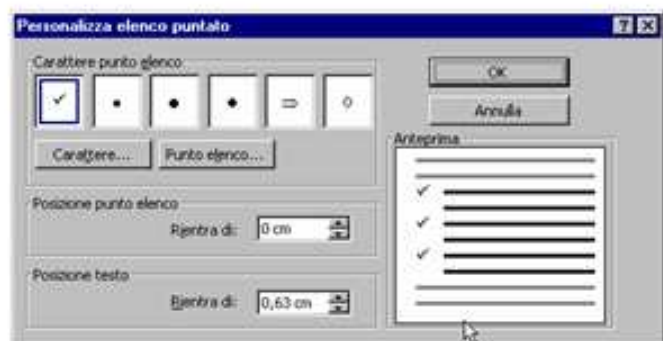 Personalizza elenco puntato
Carattere punto elenco
OK
Annulla
Carattere...
Punto elenco...
Anteprima
Posizione punto elenco
Rientra di:
0 cm
Posizione testo
Rientra di:
0,63 cm